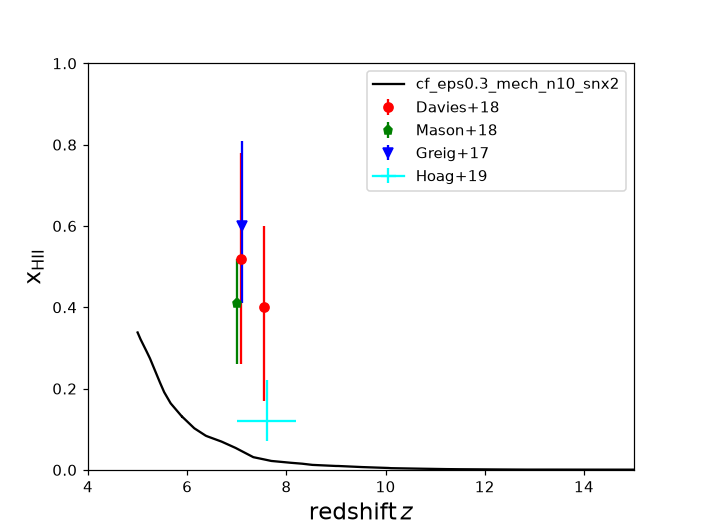 cf_eps0.3_mech_n10_snx2
Davies+18
Mason+18
Greig+17
Hoag+19
1.0
0.8
0.6
0.4
0.2
0.0
xHII
4 6 8 10 12 14
redshift z